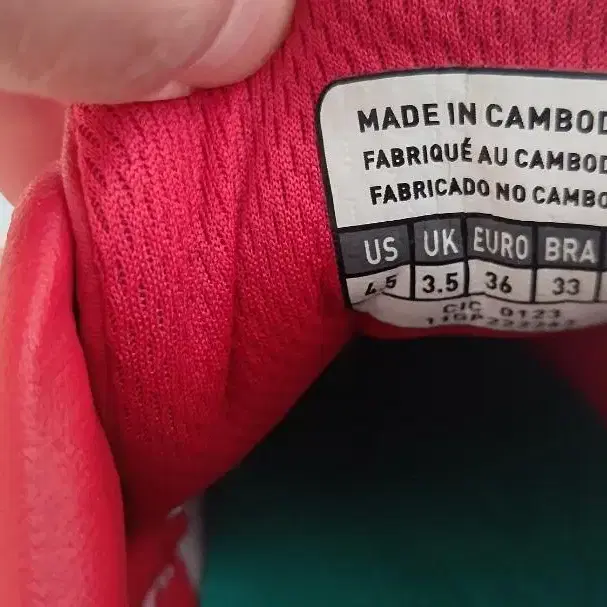 MADE IN CAMBOD
FABRIQUÉ AU CAMBOD
FABRICADO NO CAMBO
US UK EURO BRA
4.5 3.5 36 33
CIC 0123